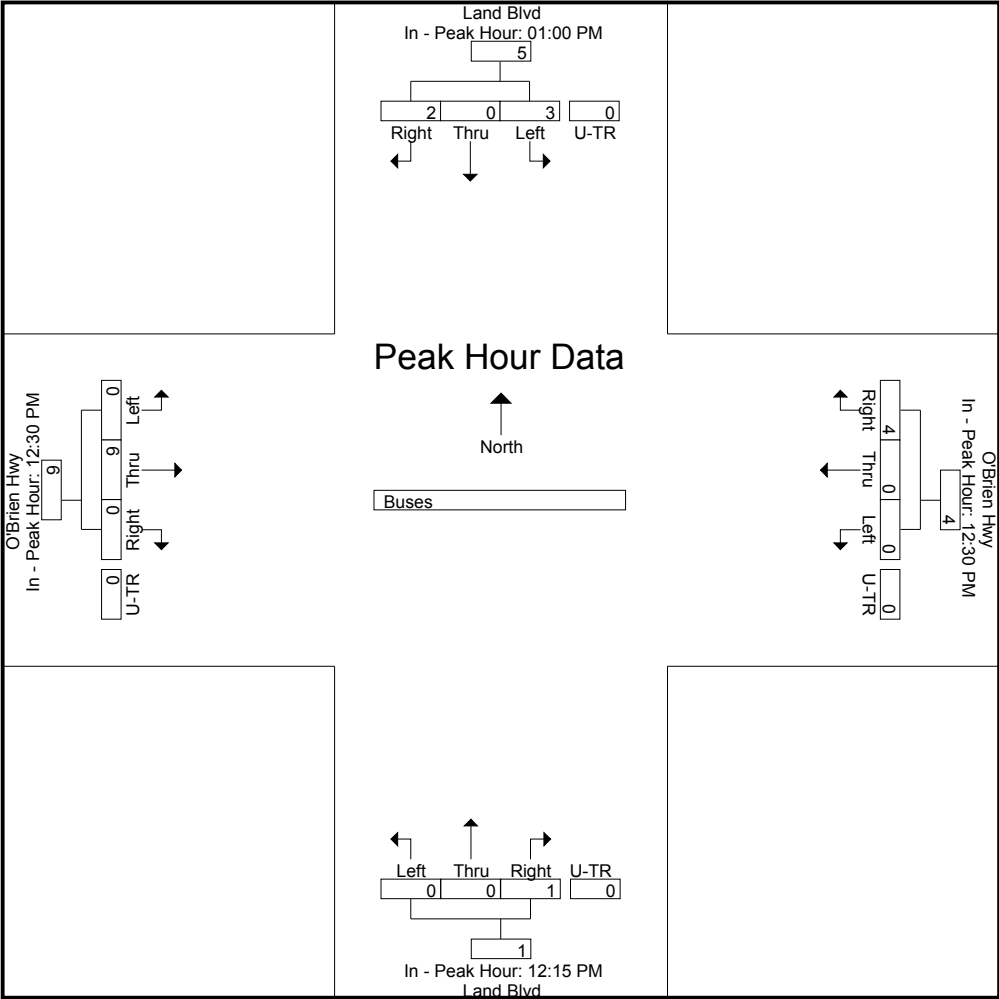 Land Blvd
In - Peak Hour: 01:00 PM
5
2 0 3 0
Right Thru Left U-TR
Peak Hour Data
North
Buses
O'Brien Hwy
In - Peak Hour: 12:30 PM
9
0 9 0 0
Left Thru Right U-TR
O'Brien Hwy
In - Peak Hour: 12:30 PM
4
4 0 0 0
Right Thru Left U-TR
Left Thru Right U-TR
0 0 1 0
1
In - Peak Hour: 12:15 PM
Land Blvd